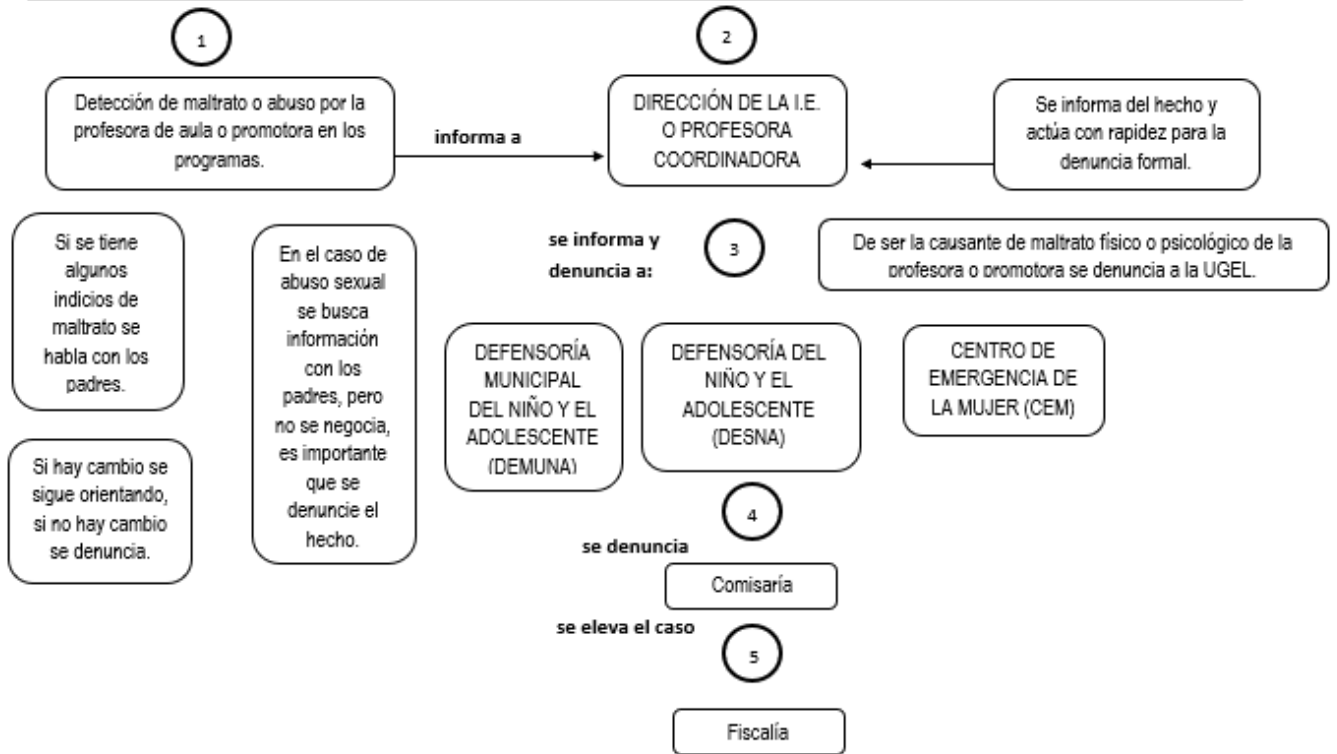 1
Detección de maltrato o abuso por la
profesora de aula o promotora en los
programas.
informa a
2
DIRECCIÓN DE LA I.E.
O PROFESORA
COORDINADORA
Se informa del hecho y
actúa con rapidez para la
denuncia formal.
Si se tiene
algunos
indicios de
maltrato se
habla con los
padres.
Si hay cambio se
sigue orientando,
si no hay cambio
se denuncia.
En el caso de
abuso sexual
se busca
información
con los
padres, pero
no se negocia,
es importante
que se
denuncie el
hecho.
se informa y
denuncia a:
3
De ser la causante de maltrato físico o psicológico de la
profesora o promotora se denuncia a la UGEL.
DEFENSORÍA
MUNICIPAL
DEL NIÑO Y EL
ADOLESCENTE
(DEMUNA)
DEFENSORÍA DEL
NIÑO Y EL
ADOLESCENTE
(DESNA)
CENTRO DE
EMERGENCIA DE
LA MUJER (CEM)
4
se denuncia
Comisaría
se eleva el caso
5
Fiscalía